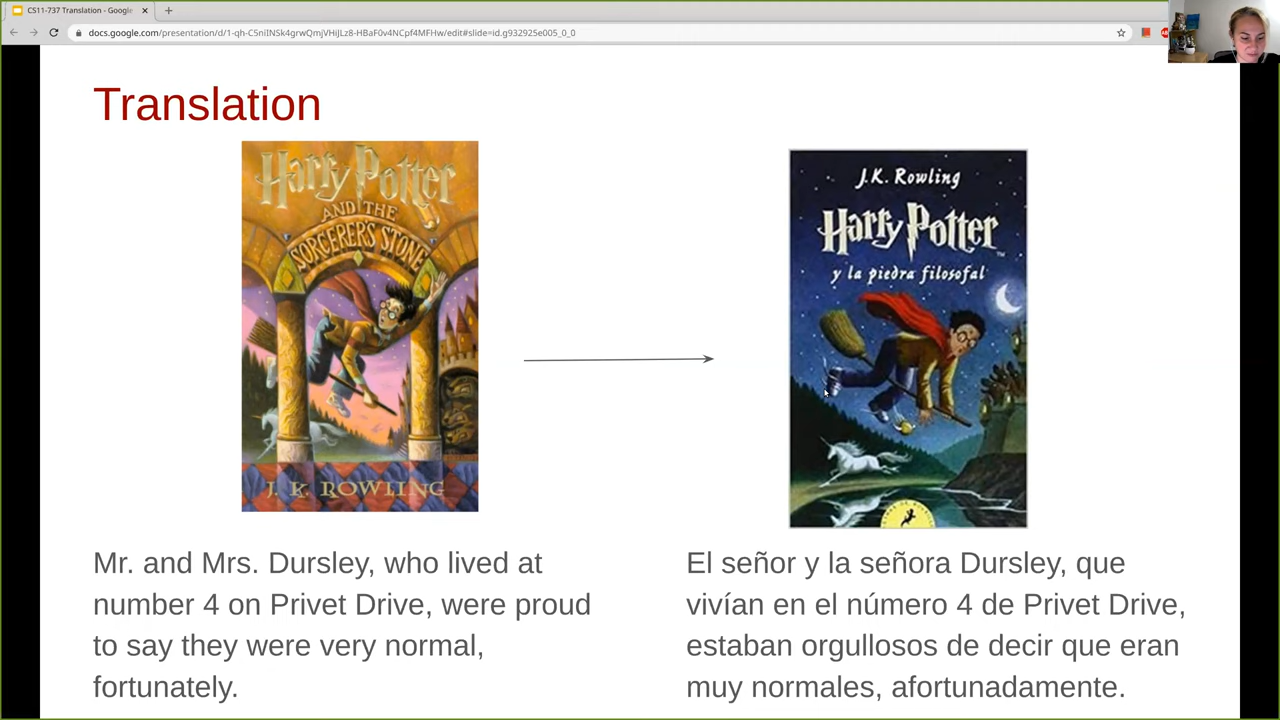 CS11-737 Translation - Google
docs.google.com/presentation/d/1-qh-C5niINSk4grwQmjVHiJLz8-HBaF0v4NCpf4MFHw/edit#slide=id.g932925e005_0_0
Translation
Harry Potter
AND THE
SORCERER'S STONE
J. K. ROWLING
J.K. Rowling
Harry Potter
y la piedra filosofal
Mr. and Mrs. Dursley, who lived at
number 4 on Privet Drive, were proud
to say they were very normal,
fortunately.
El señor y la señora Dursley, que
vivían en el número 4 de Privet Drive,
estaban orgullosos de decir que eran
muy normales, afortunadamente.